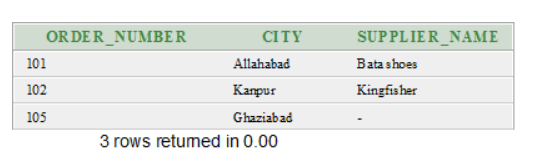 ORDER_NUMBER CITY SUPPLIER_NAME
101 Allahabad Bata shoes
102 Kanpur Kingfisher
105 Ghaziabad -
3 rows returned in 0.00